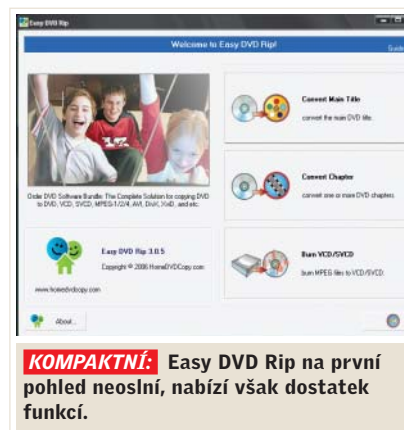 Easy DVD Rip
Welcome to Easy DVD Rip!
Guide
Convert Main Title
convert the main DVD title.
Order DVD Software Bundle: The Complete Solution for copying DVD
to DVD, VCD, SVCD, MPEG-1/2/4, AVI, DivX, XviD, and etc.
Convert Chapter
convert one or more DVD chapters.
Easy DVD Rip 3.0.5
Copyright © 2006 HomeDVDCopy.com
www.homedvdcopy.com
Burn VCD/SVCD
burn MPEG files to VCD/SVCD.
About...
KOMPAKTNÍ: Easy DVD Rip na první
pohled neoslní, nabízí však dostatek
funkcí.